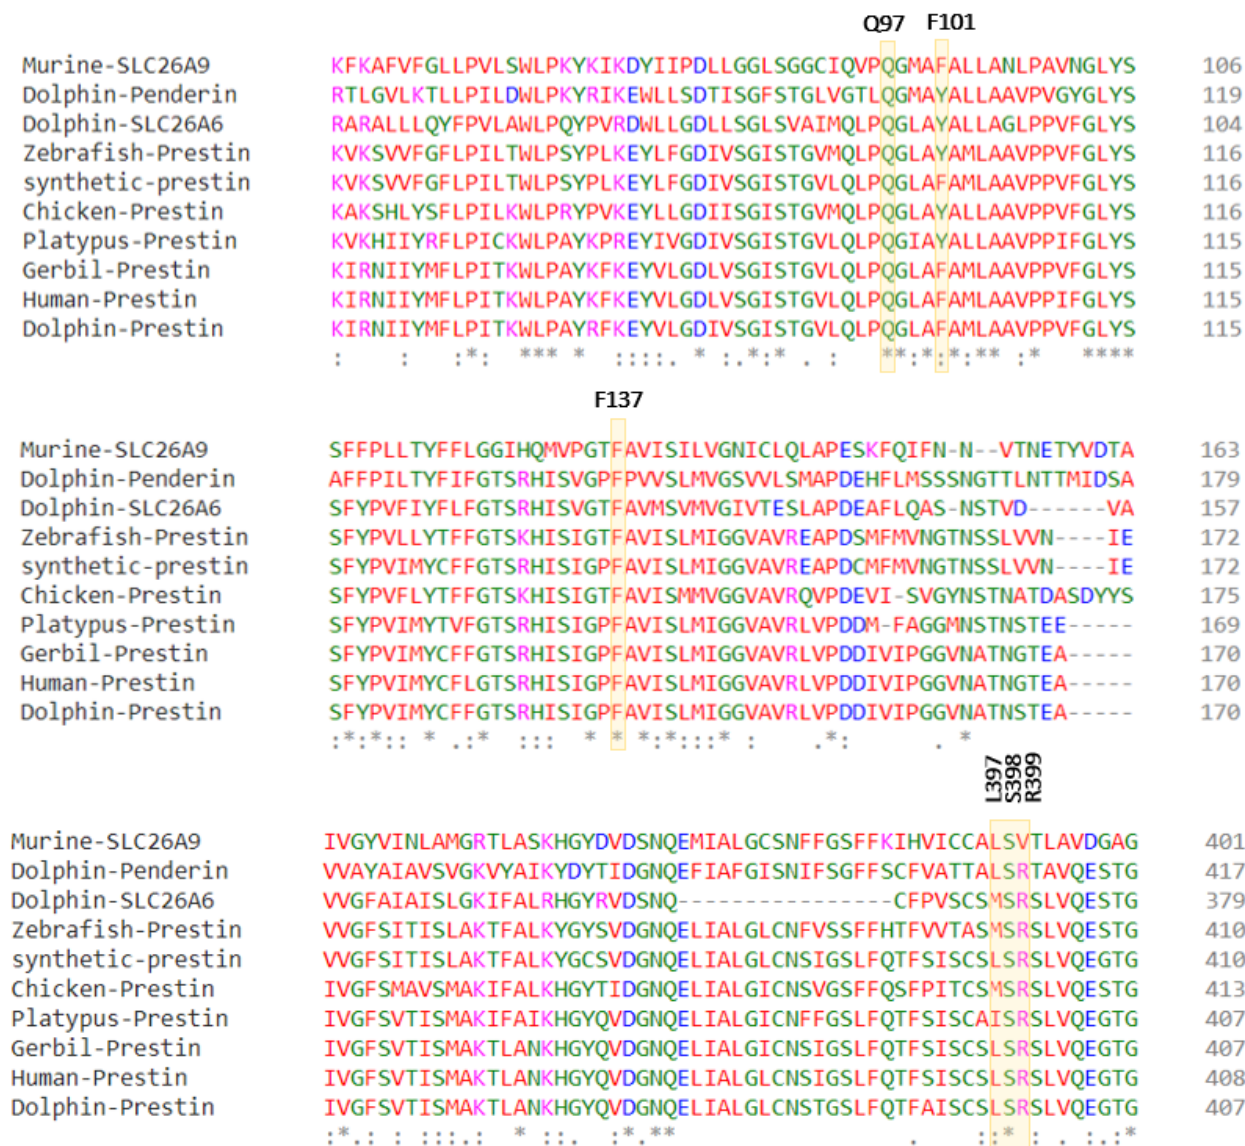 Q97 F101
Murine-SLC26A9 KFKAFVFGLLPVLSWLPKYKIKDYIIPDLLGGLSGGCIQVPQGMAFALLANLPAVNGLYS 106
Dolphin-Penderin RTLGVLKTLLPILDWLPKYRIKEWLLSDTISGFSTGLVGTLQGMAYALLAAVPVGYGLYS 119
Dolphin-SLC26A6 RARALLLQYFPVLAWLPQYPVRDWLLGDLLSGLSVAIMQLPQGLAYALLAGLPPVFGLYS 104
Zebrafish-Prestin KVKSVVFGFLPILTWLPSYPLKEYLFGDIVSGISTGVMQLPQGLAYAMLAAVPPVFGLYS 116
synthetic-prestin KVKSVVFGFLPILTWLPSYPLKEYLFGDIVSGISTGVMQLPQGLAFAMLAAVPPVFGLYS 116
Chicken-Prestin KAKSHLYSFLPILKWLPRYPVKEYLLGDIISGISTGVMQLPQGLAYALLAAVPPVFGLYS 116
Platypus-Prestin KVKHIIYRFLPICKWLPAYKPREYIVGDIVSGISTGVLQLPQGIAYALLAAVPPIFGLYS 115
Gerbil-Prestin KIRNIIYMFLPITKWLPAYKFKEYVLGDLVSGISTGVLQLPQGLAFAMLAAVPPVFGLYS 115
Human-Prestin KIRNIIYMFLPITKWLPAYKFKEYVLGDLVSGISTGVLQLPQGLAFAMLAAVPPIFGLYS 115
Dolphin-Prestin KIRNIIYMFLPITKWLPAYRFKEYVLGDIVSGISTGVLQLPQGLAFAMLAAVPPVFGLYS 115
: : :*: *** * ::::. * :.:* . : **:*:*:** :* ****
F137
Murine-SLC26A9 SFFPLLTYFFLGGIHQMVPGTFAVISILVGNICLQLAPESKFQIFN-N--VTNETYVDTA 163
Dolphin-Penderin AFFPILTYFIFGTSRHISVGPFPVVSLMVGSVVLSMAPDEHFLMSSSNGTTLNTTMIDSA 179
Dolphin-SLC26A6 SFYPVFIYFLFGTSRHISVGTFAVMSVMVGIVTESLAPDEAFLQAS-NSTVD------VA 157
Zebrafish-Prestin SFYPVLLYTFFGTSKHISIGTFAVISLMIGGVAVREAPDSMFMVNGTNSSLVVN----IE 172
synthetic-prestin SFYPVIMYTFFGTSRHISIGPFAVISLMIGGVAVREAPDCMFMVNGTNSSLVVN----IE 172
Chicken-Prestin SFYPVFLYTFFGTSKHISIGTFAVISMMVGGVAVRQVPDEVI-SVGYNSTNATDASDYYS 175
Platypus-Prestin SFYPVIMYTVFGTSRHISIGPFAVISLMIGGVAVRLVPDDM-FAGGMNSTNSTEE----- 169
Gerbil-Prestin SFYPVIMYCFFGTSRHISIGPFAVISLMIGGVAVRLVPDDIVIPGGVNATNGTEA----- 170
Human-Prestin SFYPVIMYCFLGTSRHISIGPFAVISLMIGGVAVRLVPDDIVIPGGVNATNGTEA----- 170
Dolphin-Prestin SFYPVIMYCFFGTSRHISIGPFAVISLMIGGVAVRLVPDDIVIPGGVNATNSTEA----- 170
:*:*:: * .:* ::: * * *:*:::* : .*: . *
L397 S398 R399
Murine-SLC26A9 IVGYVINLAMGRTLASKHGYDVDSNQEMIALGCSNFFGSFFKIHVICCALSVTLAVDGAG 401
Dolphin-Penderin VVAYAIAVSVGKVYAIKYDYTIDGNQEFIAFGISNIFSGFFSCFVATTALSRTAVQESTG 417
Dolphin-SLC26A6 VVGFAIAISLGKIFALRHGYRVDSNQ----------------CFPVSCSMSRSLVQESTG 379
Zebrafish-Prestin VVGFSITISLAKTFALKYGYSVDGNQELIALGLCNFVSSFFHTFVVTASMSRSLVQESTG 410
synthetic-prestin VVGFSITISLAKTFALKYGCSVDGNQELIALGLCNSIGSLFQTFSISCSLSRSLVQEGTG 410
Chicken-Prestin IVGFSMAVSMAKIFALKHGYTIDGNQELIALGICNSVGSFFQSFPITCSMSRSLVQESTG 413
Platypus-Prestin IVGFSVTISMAKIFAIKHGYQVDGNQELIALGICNFFGSLFQTFSISCAISRSLVQEGTG 407
Gerbil-Prestin IVGFSVTISMAKTLANKHGYQVDGNQELIALGICNSIGSLFQTFSISCSLSRSLVQEGTG 407
Human-Prestin IVGFSVTISMAKTLANKHGYQVDGNQELIALGLCNSIGSLFQTFSISCSLSRSLVQEGTG 408
Dolphin-Prestin IVGFSVTISMAKTLANKHGYQVDGNQELIALGLCNSTGSLFQTFAISCSLSRSLVQEGTG 407
:*.: : :::.: * ::. :*.** . ::* : . :.:*